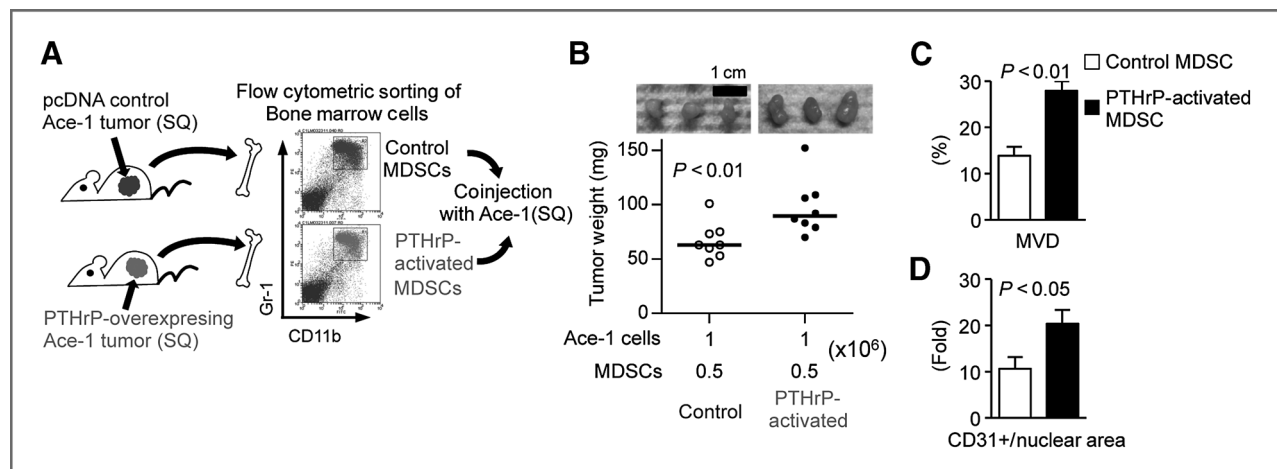 A
pcDNA control
Ace-1 tumor (SQ)
PTHrP-overexpresing
Ace-1 tumor (SQ)
Flow cytometric sorting of
Bone marrow cells
Control
MDSCs
PTHrP-
activated
MDSCs
Gr-1
CD11b
Coinjection
with Ace-1(SQ)
B
1 cm
Tumor weight (mg)
150
100
50
0
P < 0.01
Ace-1 cells 1 1 (x10⁶)
MDSCs 0.5 0.5
Control
PTHrP-
activated
C
P < 0.01
(%)
30
20
10
0
MVD
Control MDSC
PTHrP-activated
MDSC
D
P < 0.05
(Fold)
30
20
10
0
CD31+/nuclear area